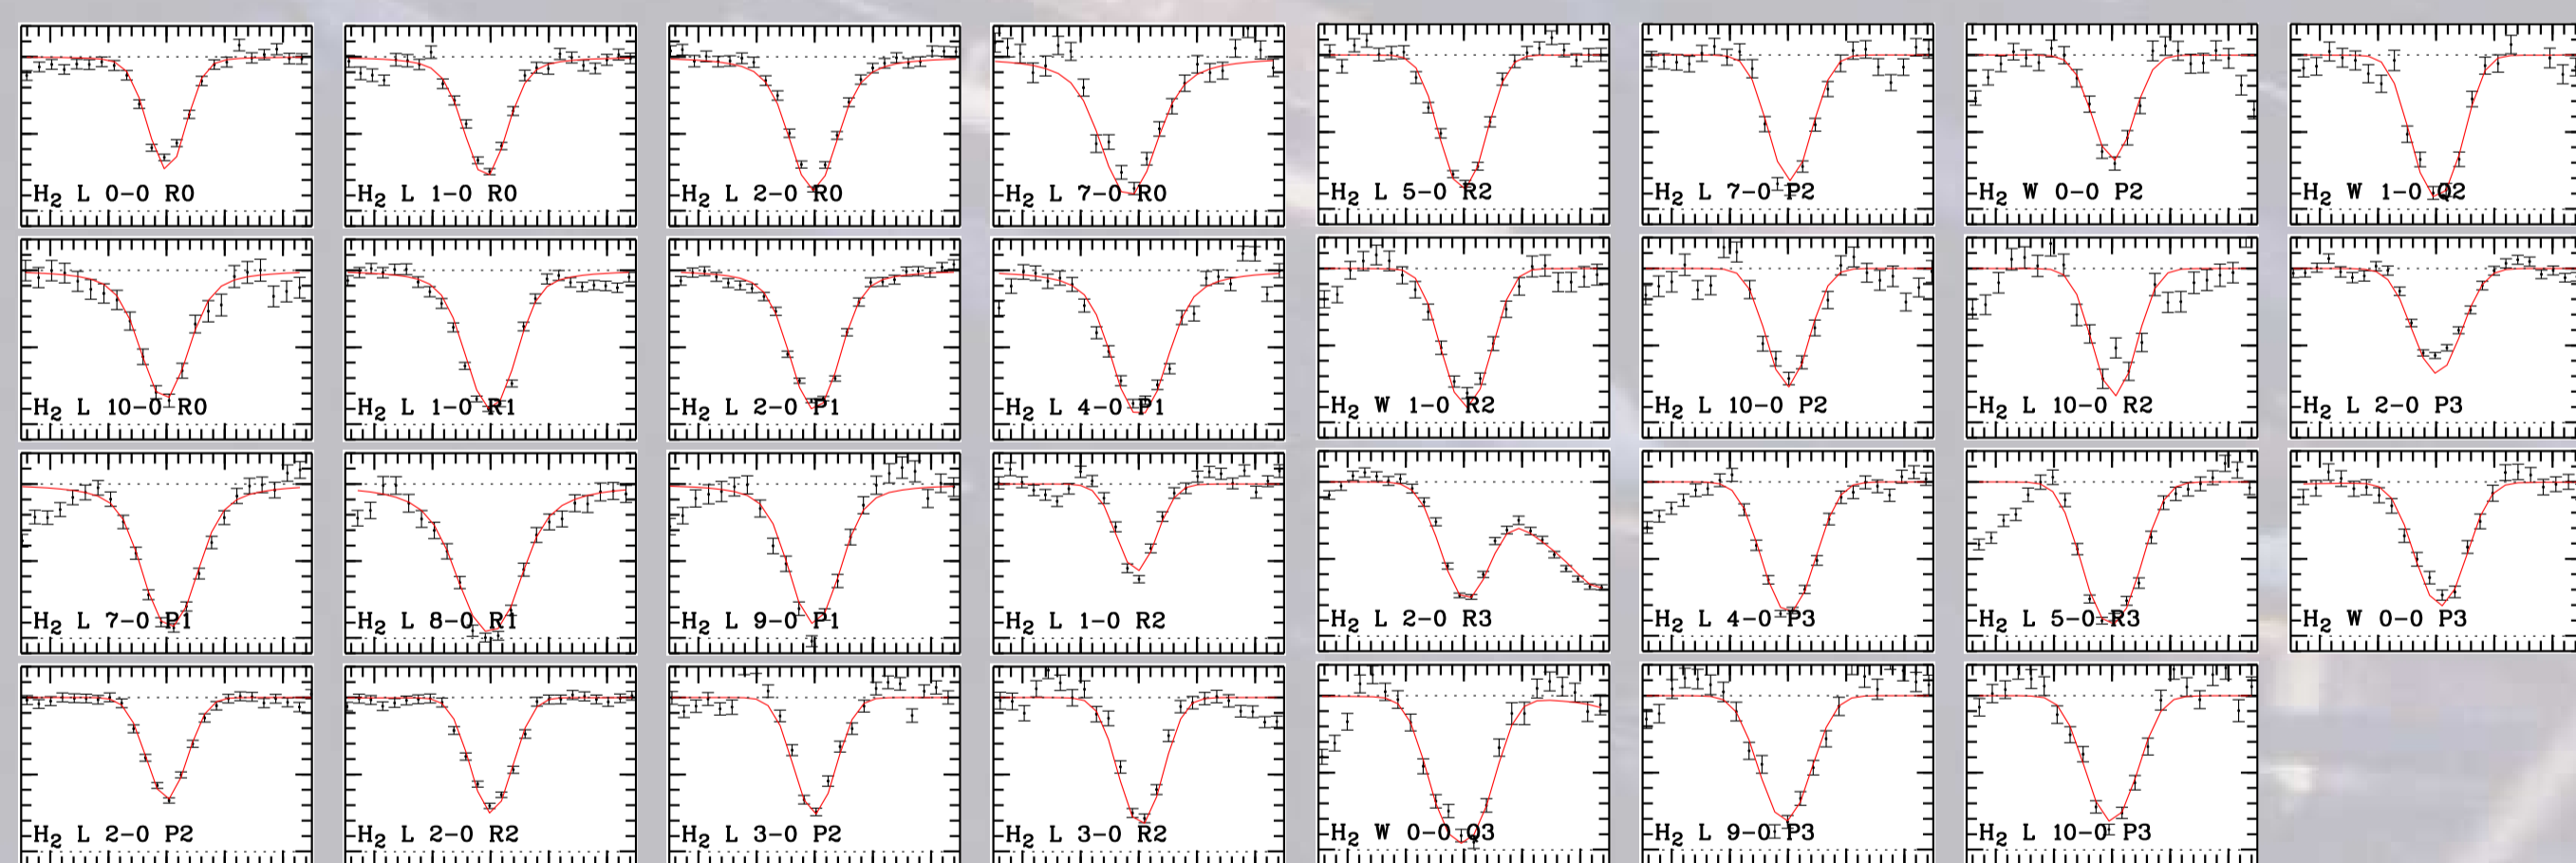 H2 L 0-0 R0
H2 L 1-0 R0
H2 L 2-0 R0
H2 L 7-0 R0
H2 L 5-0 R2
H2 L 7-0 P2
H2 W 0-0 P2
H2 W 1-0 Q2
H2 L 10-0 R0
H2 L 1-0 R1
H2 L 2-0 P1
H2 L 4-0 P1
H2 W 1-0 R2
H2 L 10-0 P2
H2 L 10-0 R2
H2 L 2-0 P3
H2 L 7-0 P1
H2 L 8-0 R1
H2 L 9-0 P1
H2 L 1-0 R2
H2 L 2-0 R3
H2 L 4-0 P3
H2 L 5-0 R3
H2 W 0-0 P3
H2 L 2-0 P2
H2 L 2-0 R2
H2 L 3-0 P2
H2 L 3-0 R2
H2 W 0-0 Q3
H2 L 9-0 P3
H2 L 10-0 P3